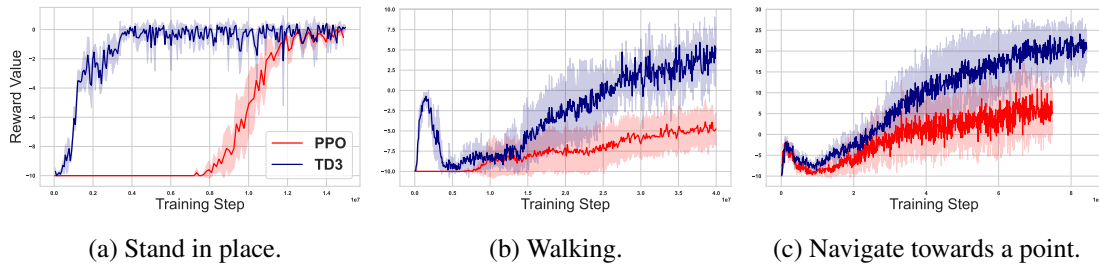 Reward Value
0
−2
−4
−6
−8
−10
0.0 0.2 0.4 0.6 0.8 1.0 1.2 1.4
1e7
Training Step
PPO
TD3
(a) Stand in place.
10.0
7.5
5.0
2.5
0.0
−2.5
−5.0
−7.5
−10.0
0.0 0.5 1.0 1.5 2.0 2.5 3.0 3.5 4.0
1e7
Training Step
(b) Walking.
30
25
20
15
10
5
0
−5
−10
0 2 4 6 8
Training Step
(c) Navigate towards a point.